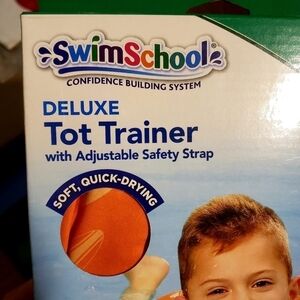 SwimSchool
CONFIDENCE BUILDING SYSTEM
DELUXE
Tot Trainer
with Adjustable Safety Strap
SOFT, QUICK-DRYING